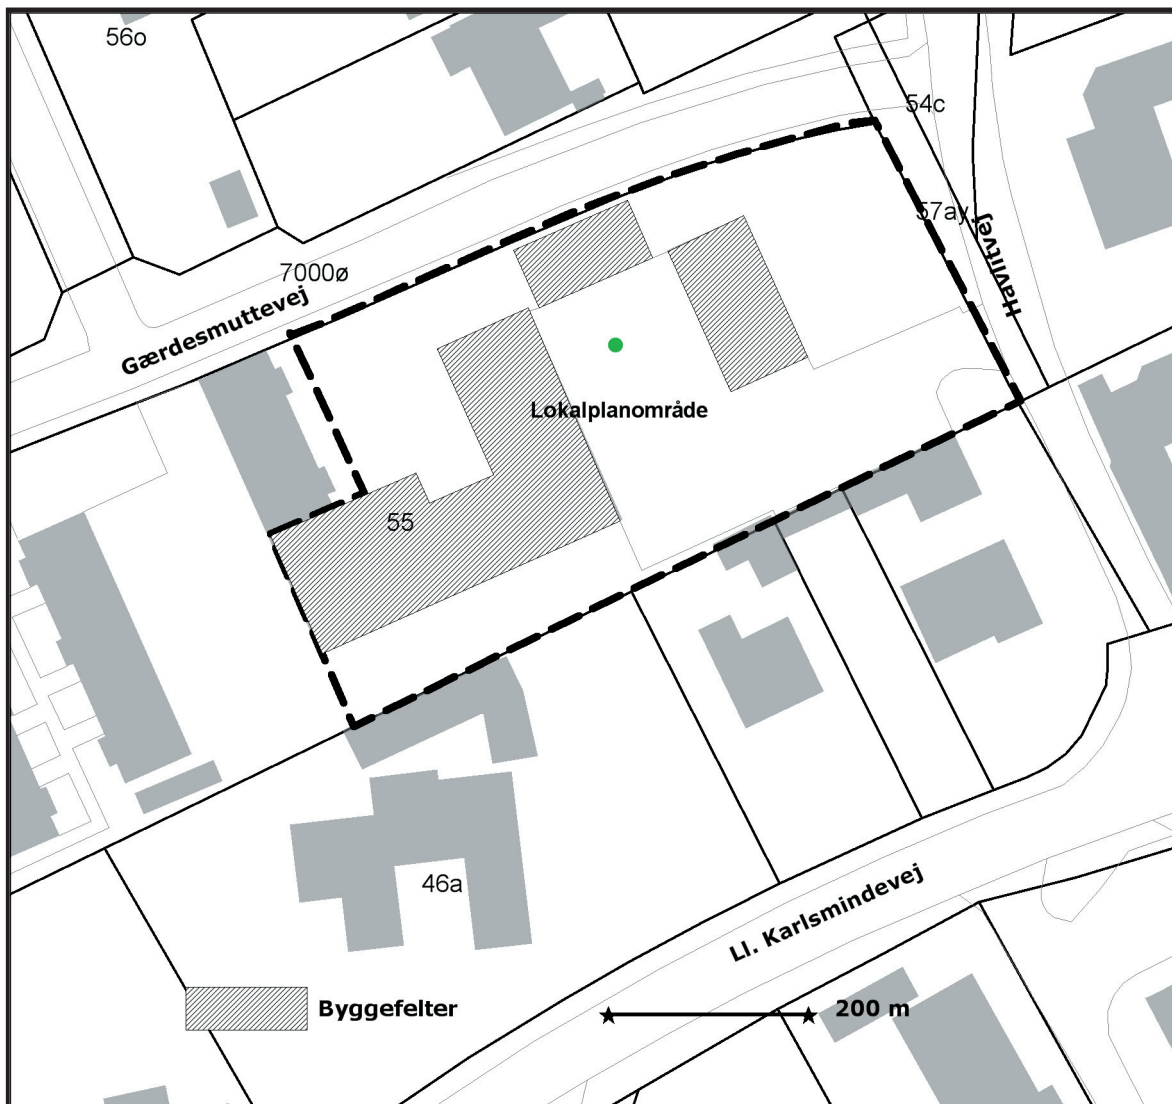 56o
54c
57ay
Havlitvej
7000ø
Gærdesmuttevej
Lokalplanområde
55
46a
Ll. Karlsmindevej
Byggefelter
200 m